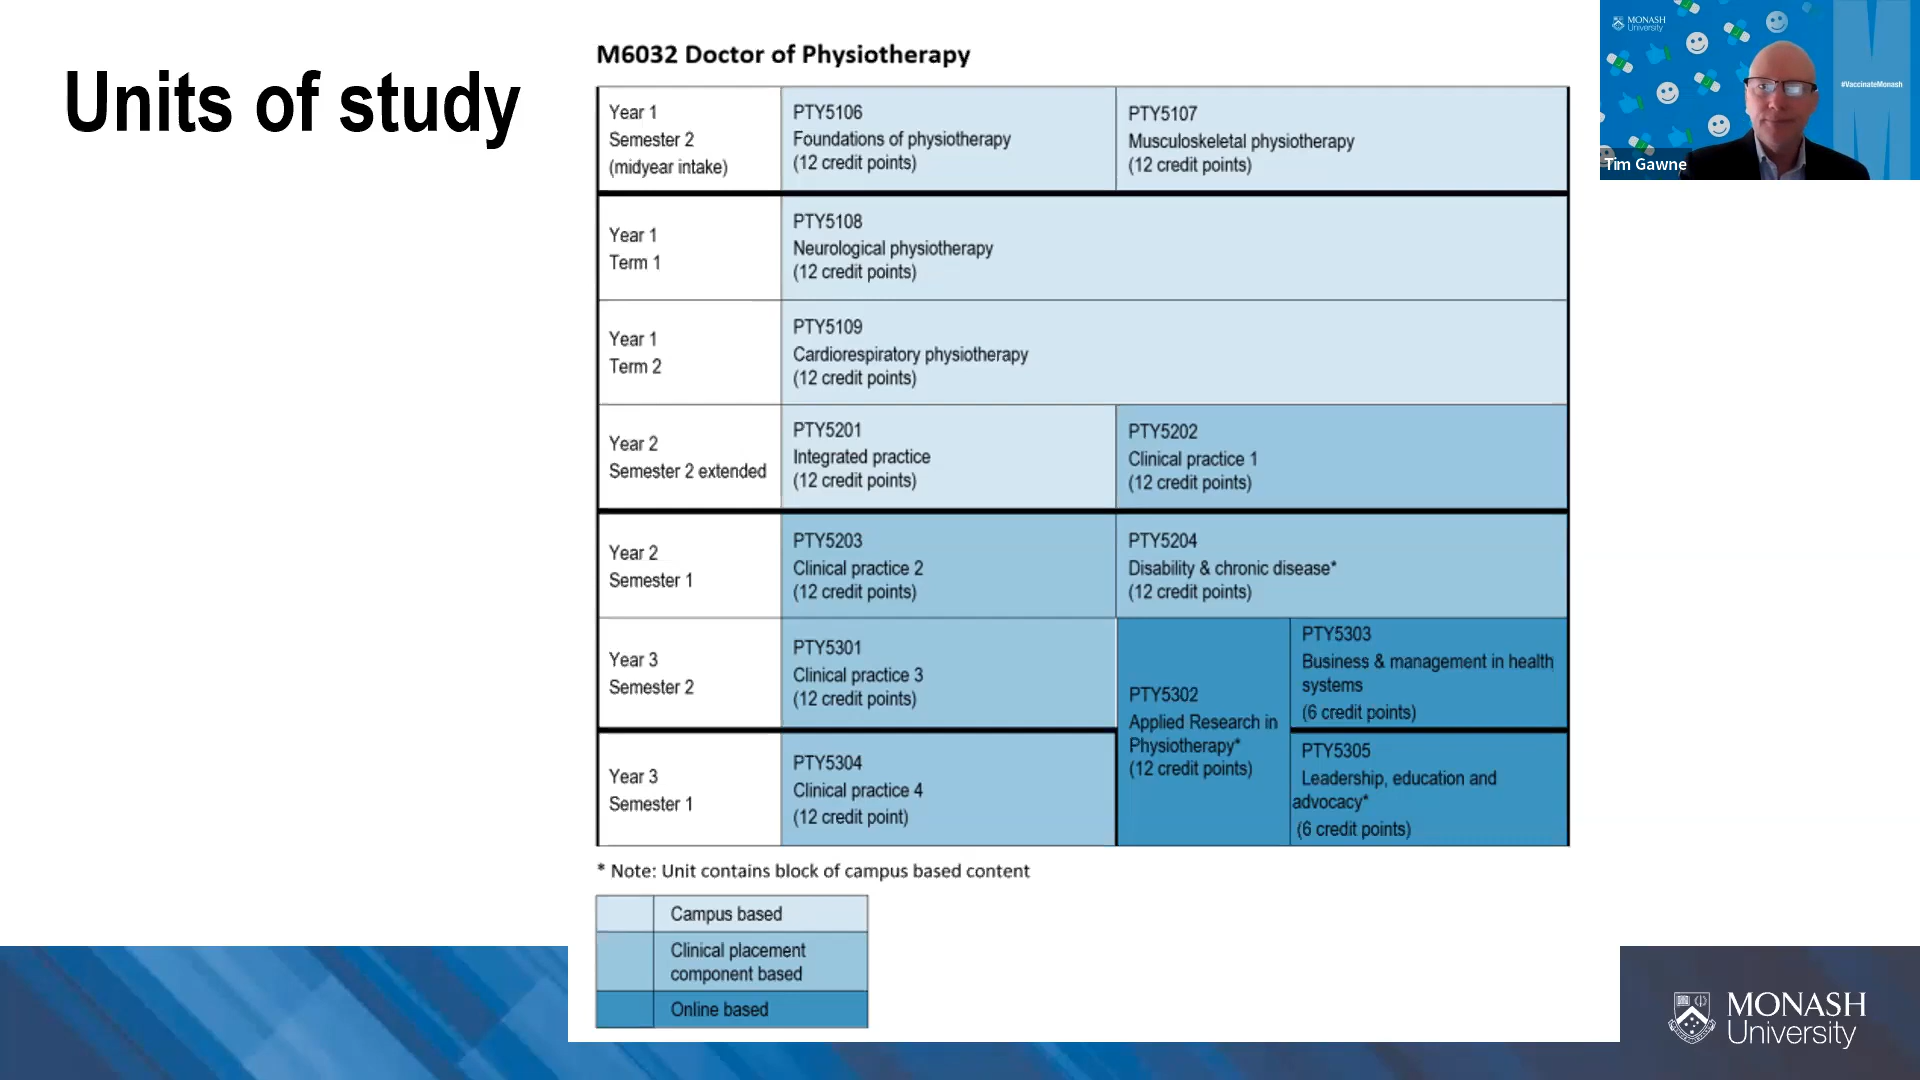 Units of study
M6032 Doctor of Physiotherapy
Year 1
Semester 2
(midyear intake)
PTY5106
Foundations of physiotherapy
(12 credit points)
PTY5107
Musculoskeletal physiotherapy
(12 credit points)
Year 1
Term 1
PTY5108
Neurological physiotherapy
(12 credit points)
Year 1
Term 2
PTY5109
Cardiorespiratory physiotherapy
(12 credit points)
Year 2
Semester 2 extended
PTY5201
Integrated practice
(12 credit points)
PTY5202
Clinical practice 1
(12 credit points)
Year 2
Semester 1
PTY5203
Clinical practice 2
(12 credit points)
PTY5204
Disability & chronic disease*
(12 credit points)
Year 3
Semester 2
PTY5301
Clinical practice 3
(12 credit points)
PTY5302
Applied Research in
Physiotherapy*
(12 credit points)
PTY5303
Business & management in health
systems
(6 credit points)
Year 3
Semester 1
PTY5304
Clinical practice 4
(12 credit point)
PTY5305
Leadership, education and
advocacy*
(6 credit points)
* Note: Unit contains block of campus based content
Campus based
Clinical placement
component based
Online based
MONASH
University
#VaccinateMonash
Tim Gawne
MONASH
University